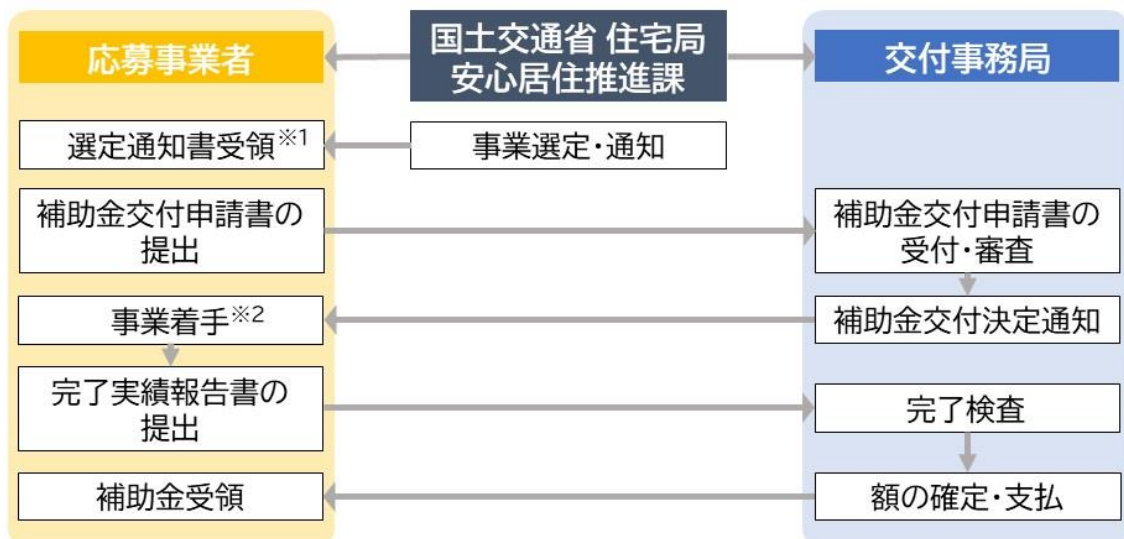 応募事業者
国土交通省 住宅局
安心居住推進課
交付事務局
選定通知書受領※1
事業選定・通知
補助金交付申請書の
提出
補助金交付申請書の
受付・審査
事業着手※2
補助金交付決定通知
完了実績報告書の
提出
完了検査
補助金受領
額の確定・支払